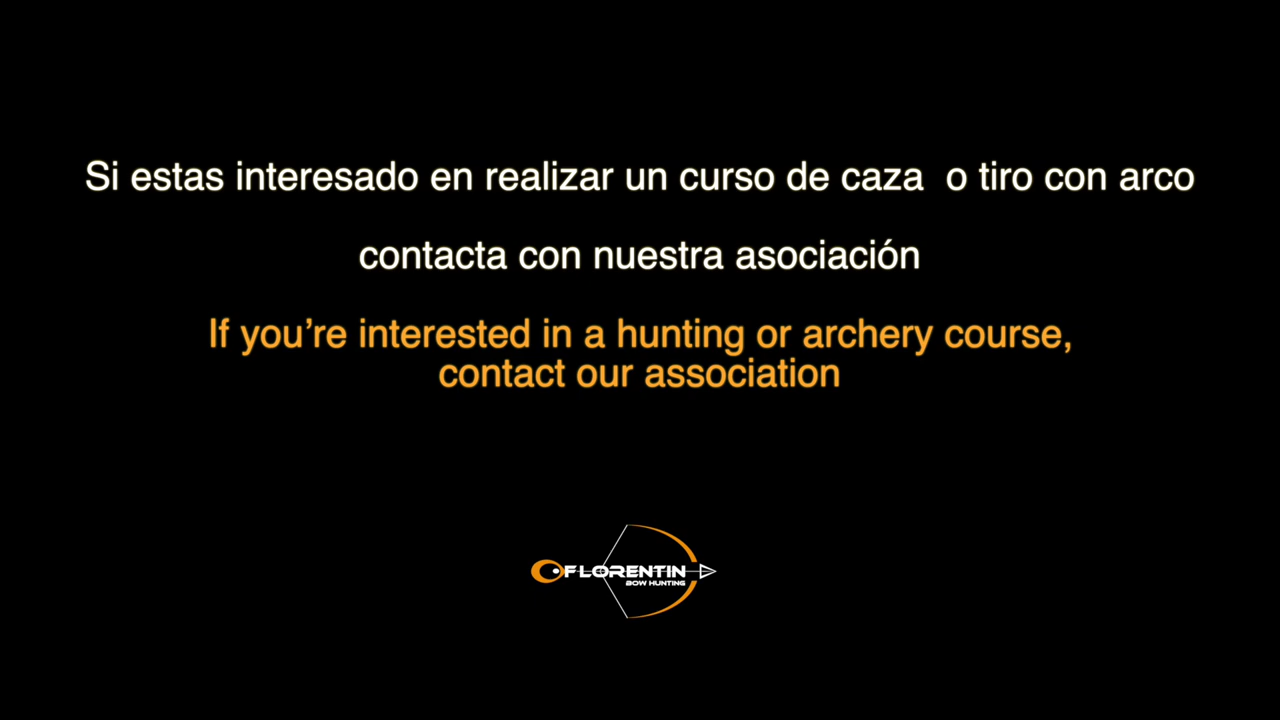 Si estas interesado en realizar un curso de caza  o tiro con arco
contacta con nuestra asociación
If you’re interested in a hunting or archery course,
contact our association
FLORENTIN
BOW HUNTING